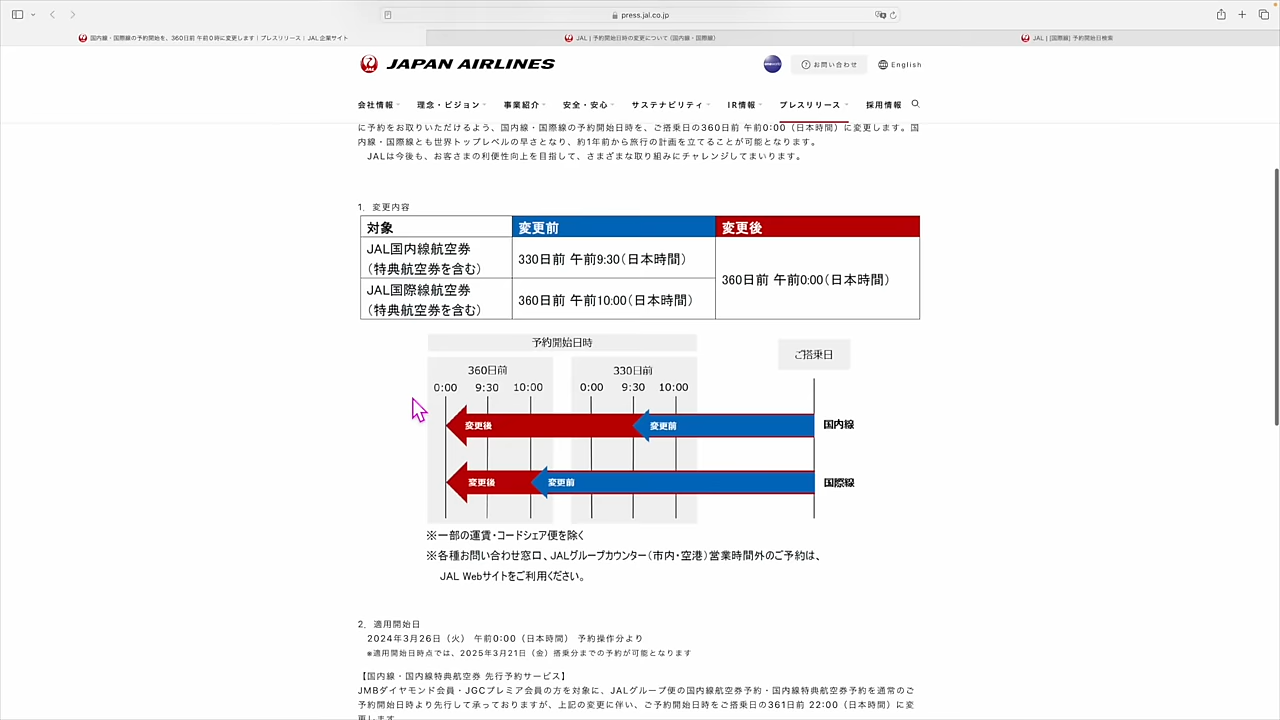 press.jal.co.jp
国内線・国際線の予約開始を、360日前 午前０時に変更します｜プレスリリース｜JAL 企業サイト
JAL | 予約開始日時の変更について (国内線・国際線)
JAL | [国際線] 予約開始日検索
JAPAN AIRLINES
お問い合わせ
English
会社情報
理念・ビジョン
事業紹介
安全・安心
サステナビリティ
IR情報
プレスリリース
採用情報
に予約をお取りいただけるよう、国内線・国際線の予約開始日時を、ご搭乗日の360日前 午前0:00（日本時間）に変更します。国
内線・国際線とも世界トップレベルの早さとなり、約1年前から旅行の計画を立てることが可能となります。
JALは今後も、お客さまの利便性向上を目指して、さまざまな取り組みにチャレンジしてまいります。
1．変更内容
対象
変更前
変更後
JAL国内線航空券
（特典航空券を含む）
330日前 午前9:30（日本時間）
360日前 午前0:00（日本時間）
JAL国際線航空券
（特典航空券を含む）
360日前 午前10:00（日本時間）
予約開始日時
ご搭乗日
360日前
330日前
0:00 9:30 10:00
0:00 9:30 10:00
変更後
変更前
国内線
変更後
変更前
国際線
※一部の運賃・コードシェア便を除く
※各種お問い合わせ窓口、JALグループカウンター（市内・空港）営業時間外のご予約は、
JAL Webサイトをご利用ください。
2．適用開始日
2024年3月26日（火） 午前0:00（日本時間） 予約操作分より
※適用開始日時点では、2025年3月21日（金）搭乗分までの予約が可能となります
【国内線・国内線特典航空券 先行予約サービス】
JMBダイヤモンド会員・JGCプレミア会員の方を対象に、JALグループ便の国内線航空券予約・国内線特典航空券予約を通常のご
予約開始日時より先行して承っておりますが、上記の変更に伴い、ご予約開始日時をご搭乗日の361日前 22:00（日本時間）に変
更します。